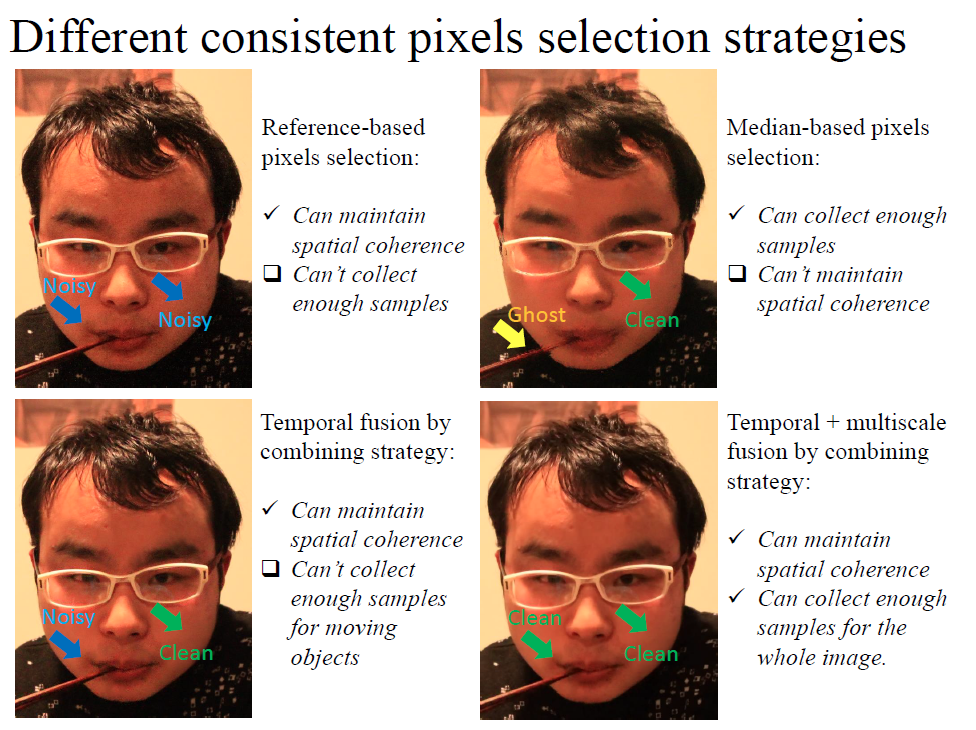 Different consistent pixels selection strategies
Reference-based
pixels selection:
✓ Can maintain
spatial coherence
❑ Can't collect
enough samples
Noisy
Noisy
Median-based pixels
selection:
✓ Can collect enough
samples
❑ Can't maintain
spatial coherence
Ghost
Clean
Temporal fusion by
combining strategy:
✓ Can maintain
spatial coherence
❑ Can't collect
enough samples
for moving
objects
Noisy
Clean
Temporal + multiscale
fusion by combining
strategy:
✓ Can maintain
spatial coherence
✓ Can collect enough
samples for the
whole image.
Clean
Clean